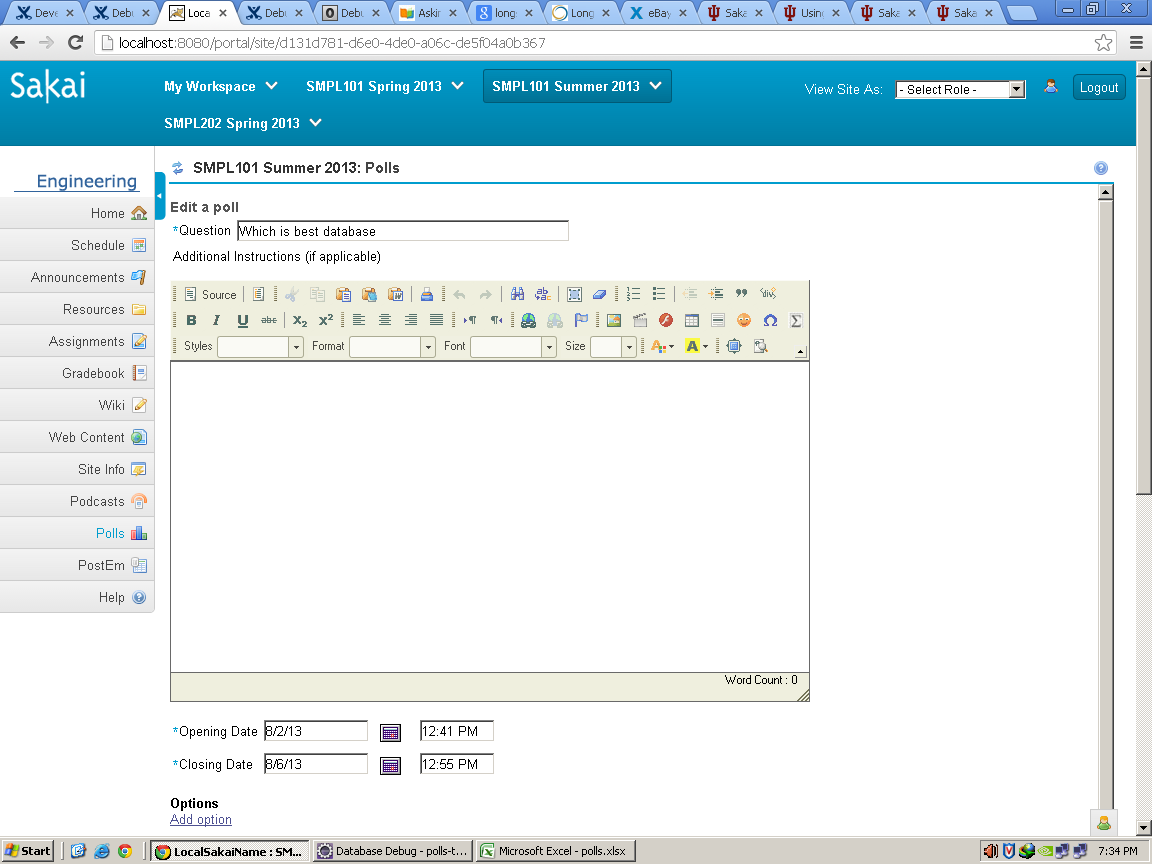 Deve Debu Loca Debu Debu Askin long Long eBay Saka Using Saka Saka
localhost:8080/portal/site/d131d781-d6e0-4de0-a06c-de5f04a0b367
Sakai My Workspace SMPL101 Spring 2013 SMPL101 Summer 2013 View Site As: - Select Role - Logout
SMPL202 Spring 2013
Engineering
Home
Schedule
Announcements
Resources
Assignments
Gradebook
Wiki
Web Content
Site Info
Podcasts
Polls
PostEm
Help
SMPL101 Summer 2013: Polls
Edit a poll
*Question Which is best database
Additional Instructions (if applicable)
Source
B I U abc X2 X2
Styles Format Font Size A A
Word Count : 0
*Opening Date 8/2/13 12:41 PM
*Closing Date 8/6/13 12:55 PM
Options
Add option
Start LocalSakaiName : SM... Database Debug - polls-t... Microsoft Excel - polls.xlsx 7:34 PM